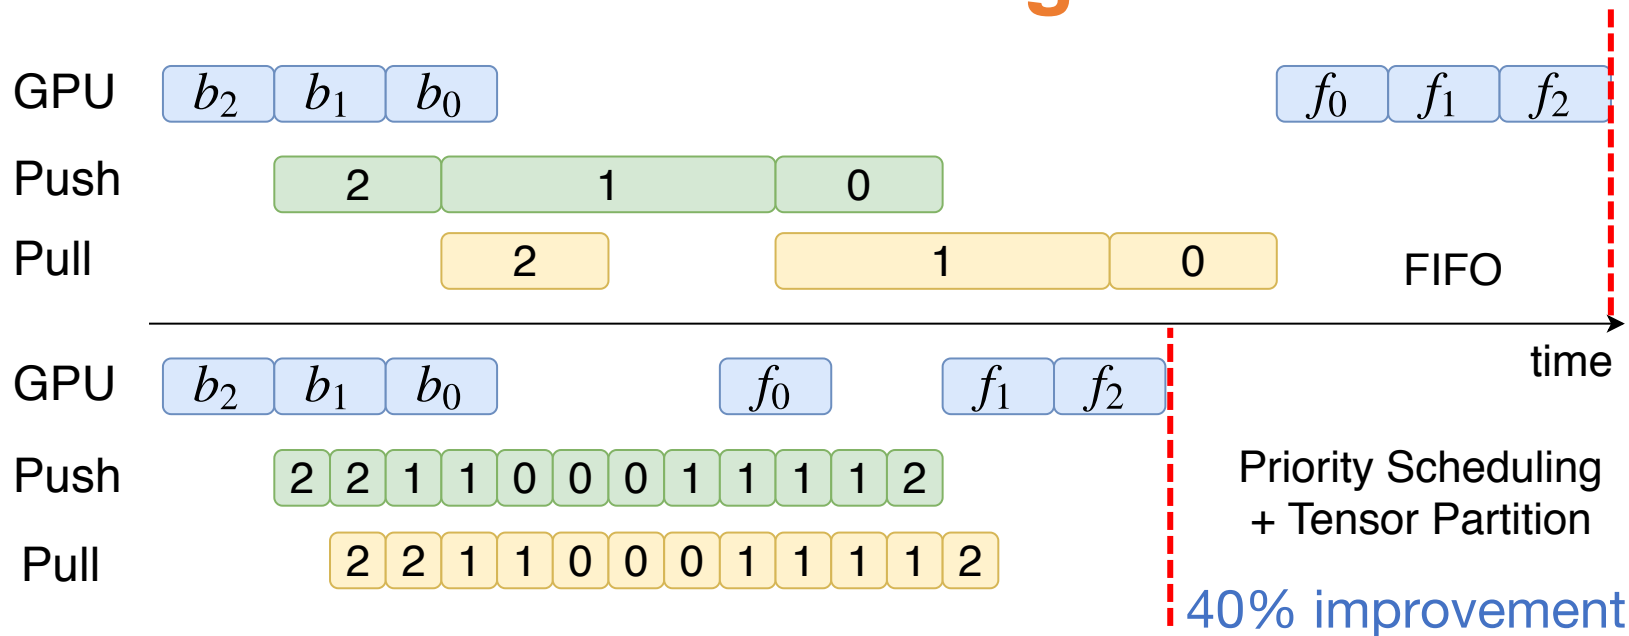 g
GPU b₂ b₁ b₀ f₀ f₁ f₂
Push 2 1 0
Pull 2 1 0 FIFO
time
GPU b₂ b₁ b₀ f₀ f₁ f₂
Push 2 2 1 1 0 0 0 1 1 1 1 2
Pull 2 2 1 1 0 0 0 1 1 1 1 2
Priority Scheduling
+ Tensor Partition
40% improvement